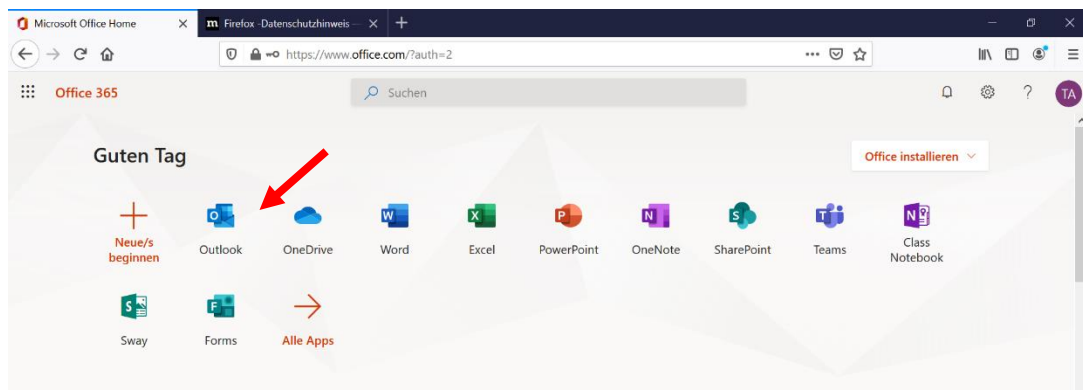 Microsoft Office Home
m Firefox -Datenschutzhinweis —
https://www.office.com/?auth=2
Office 365
Suchen
?
TA
Guten Tag
Office installieren
Neue/s
beginnen
Outlook
OneDrive
Word
Excel
PowerPoint
OneNote
SharePoint
Teams
Class
Notebook
Sway
Forms
Alle Apps